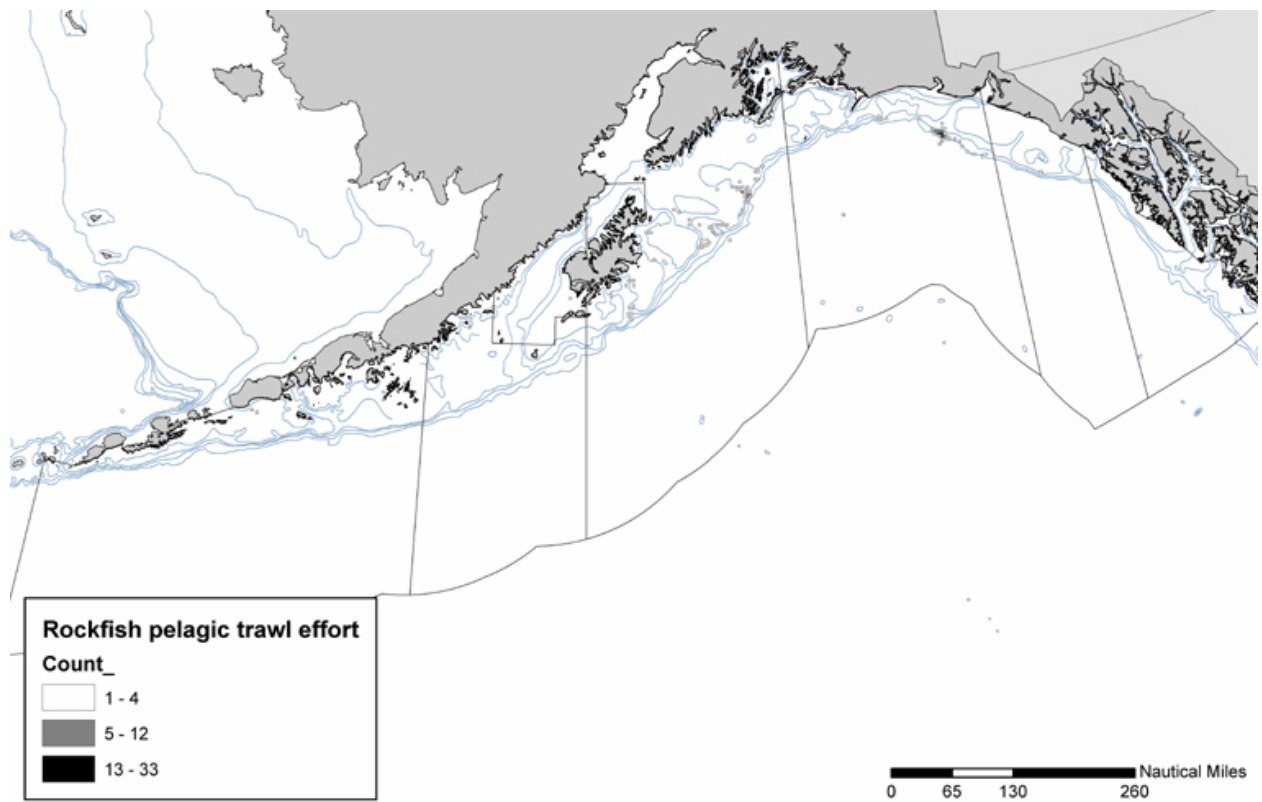 Rockfish pelagic trawl effort
Count_
1 - 4
5 - 12
13 - 33
Nautical Miles
0 65 130 260